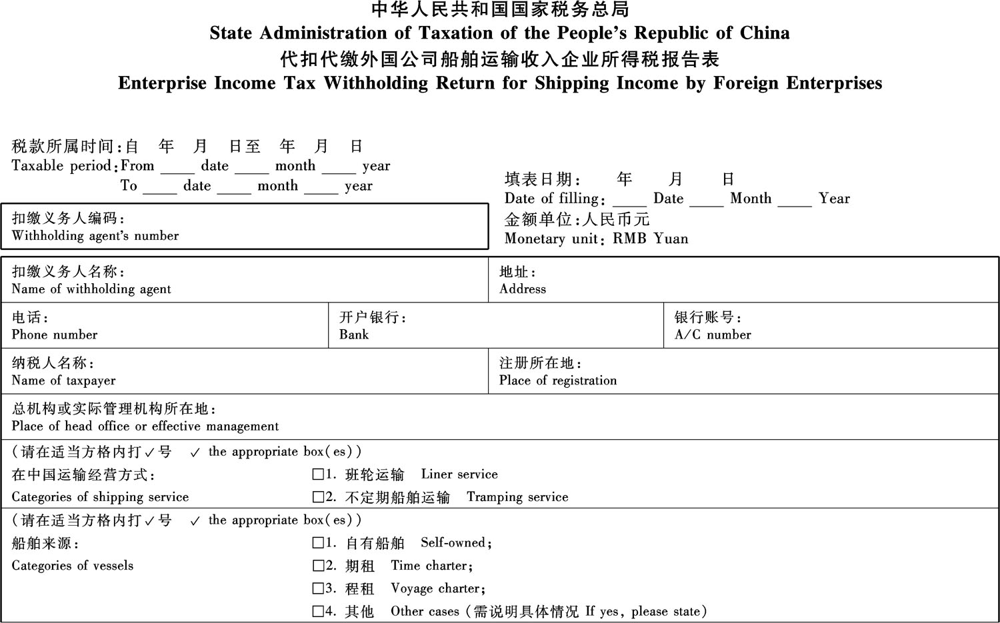 中华人民共和国国家税务总局
State Administration of Taxation of the People's Republic of China
代扣代缴外国公司船舶运输收入企业所得税报告表
Enterprise Income Tax Withholding Return for Shipping Income by Foreign Enterprises
税款所属时间:自 年 月 日至 年 月 日
Taxable period:From ____ date ____ month ____ year
To ____ date ____ month ____ year
填表日期: 年 月 日
Date of filling: ____ Date ____ Month ____ Year
扣缴义务人编码:
Withholding agent's number
金额单位:人民币元
Monetary unit: RMB Yuan
扣缴义务人名称:
Name of withholding agent
地址:
Address
电话:
Phone number
开户银行:
Bank
银行账号:
A/C number
纳税人名称:
Name of taxpayer
注册所在地:
Place of registration
总机构或实际管理机构所在地:
Place of head office or effective management
(请在适当方格内打✓号 ✓ the appropriate box(es))
在中国运输经营方式: □1. 班轮运输 Liner service
Categories of shipping service □2. 不定期船舶运输 Tramping service
(请在适当方格内打✓号 ✓ the appropriate box(es))
船舶来源: □1. 自有船舶 Self-owned;
Categories of vessels □2. 期租 Time charter;
□3. 程租 Voyage charter;
□4. 其他 Other cases (需说明具体情况 If yes, please state)